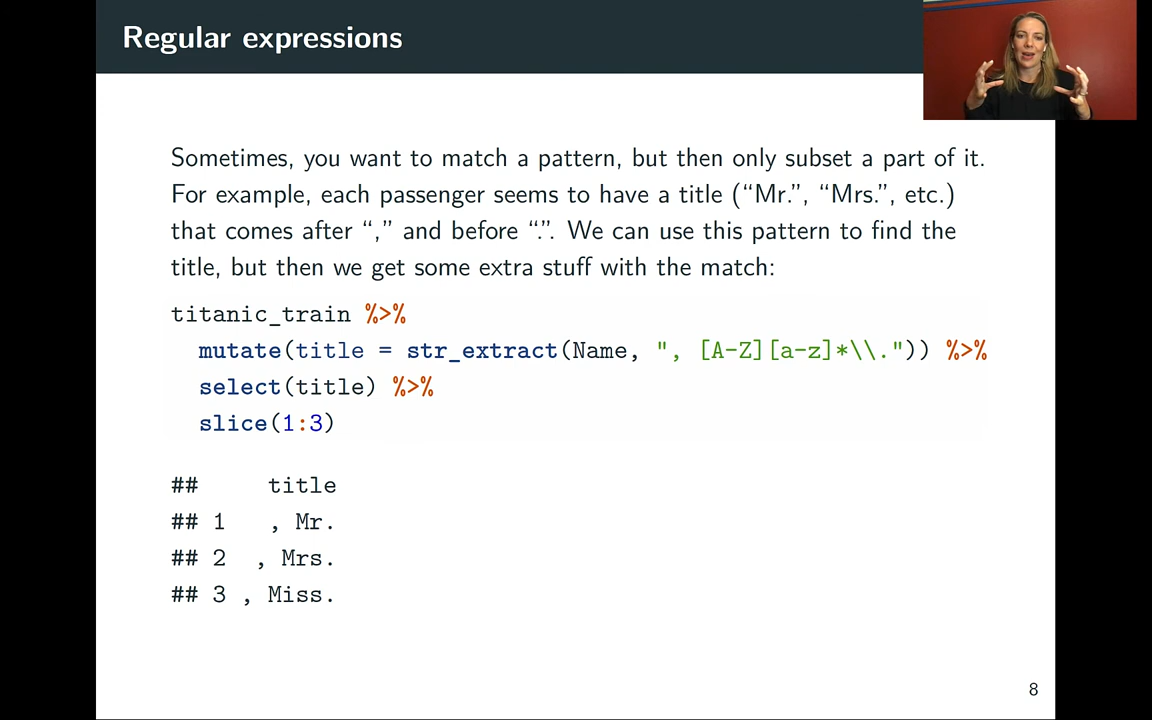 Regular expressions
Sometimes, you want to match a pattern, but then only subset a part of it.
For example, each passenger seems to have a title (“Mr.”, “Mrs.”, etc.)
that comes after “,” and before “.”. We can use this pattern to find the
title, but then we get some extra stuff with the match:
titanic_train %>%
  mutate(title = str_extract(Name, ", [A-Z][a-z]*\\.")) %>%
  select(title) %>%
  slice(1:3)
##     title
## 1   , Mr.
## 2  , Mrs.
## 3 , Miss.
8